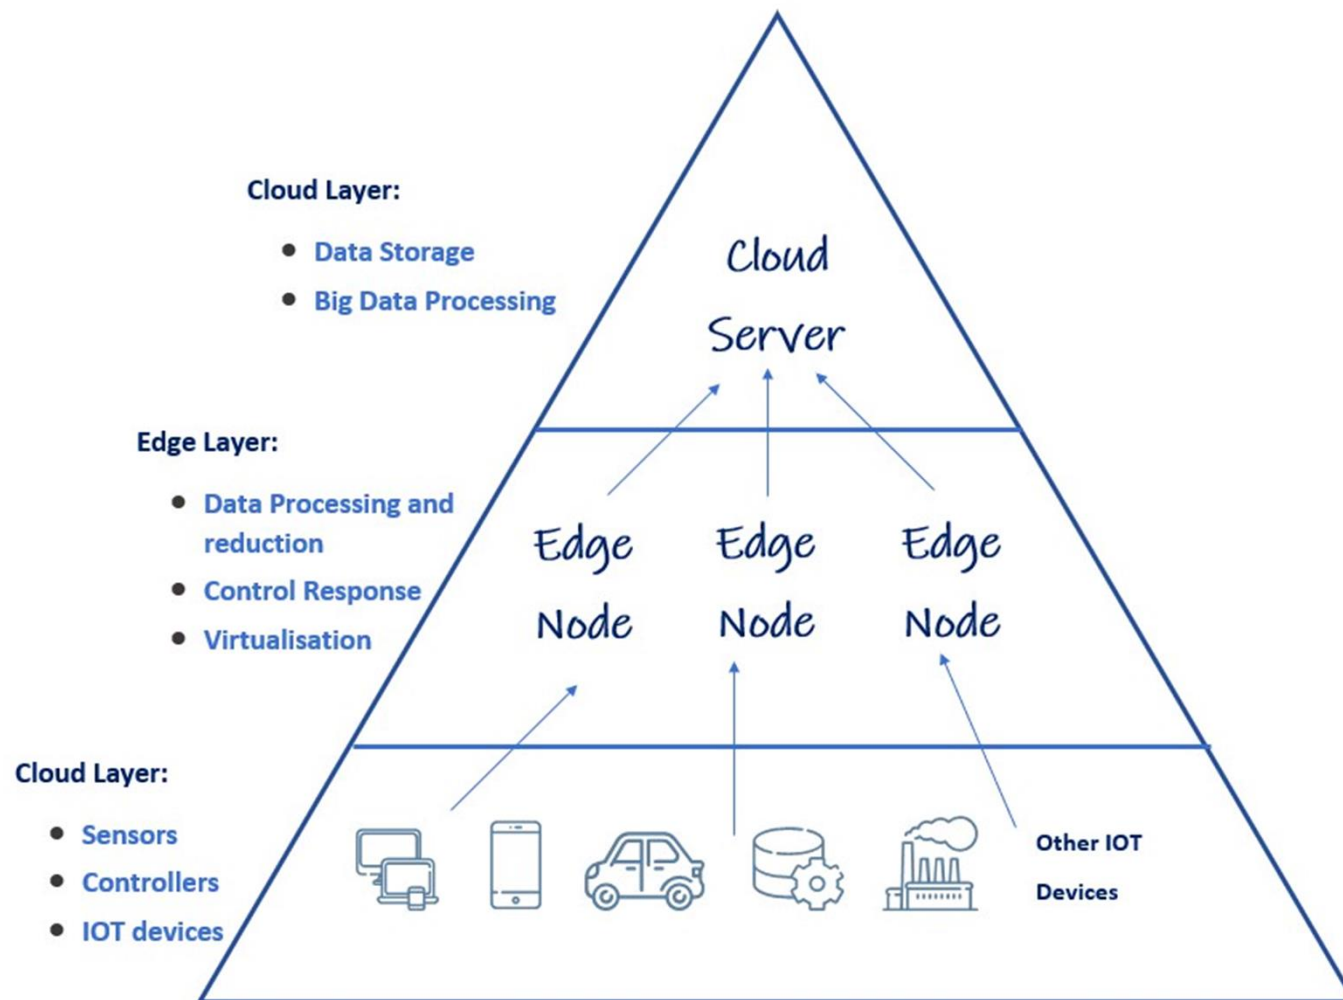 Cloud Layer:
Data Storage
Big Data Processing
Cloud
Server
Edge Layer:
Data Processing and
reduction
Control Response
Virtualisation
Edge Edge Edge
Node Node Node
Cloud Layer:
Sensors
Controllers
IOT devices
Other IOT
Devices